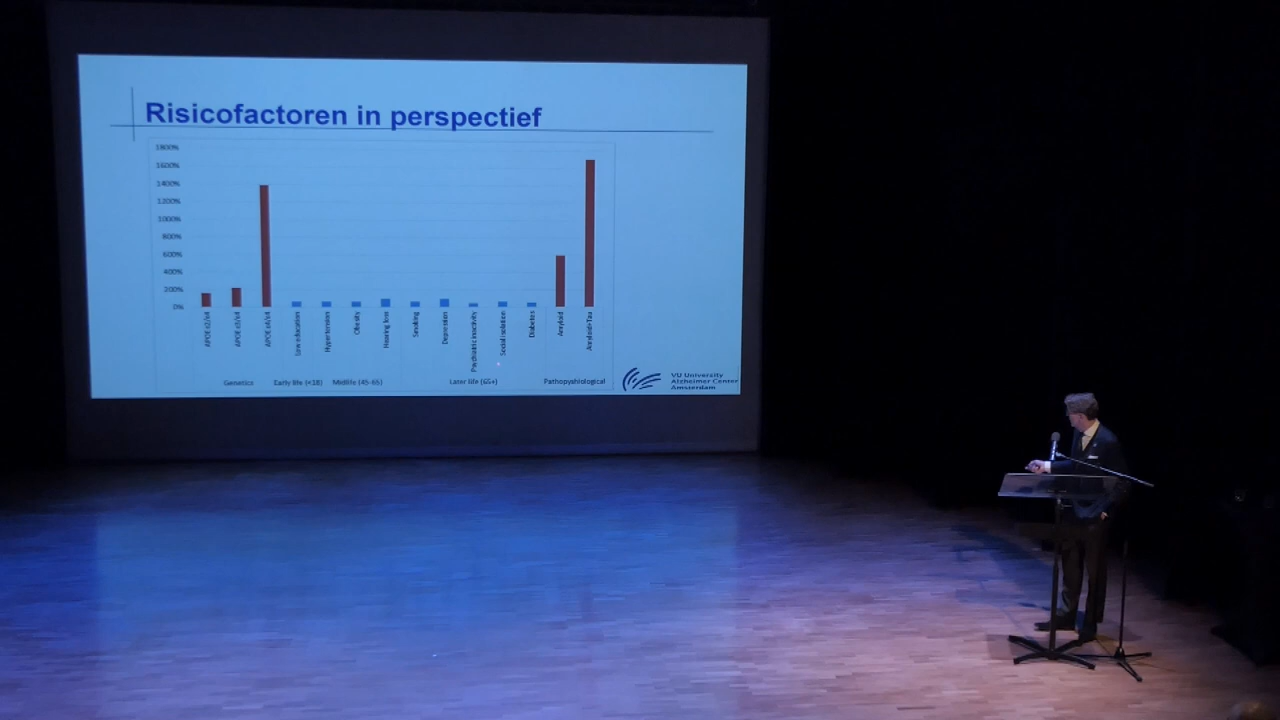 Risicofactoren in perspectief
1800%
1600%
1400%
1200%
1000%
800%
600%
400%
200%
0%
APOE ε2/ε4
APOE ε3/ε4
APOE ε4/ε4
Low education
Hypertension
Obesity
Hearing loss
Smoking
Depression
Psychiatric inactivity
Social isolation
Diabetes
Amyloid
Amyloid+Tau
Genetics
Early life (<18)
Midlife (45-65)
Later life (65+)
Pathopyshiological
VU University
Alzheimer Center
Amsterdam